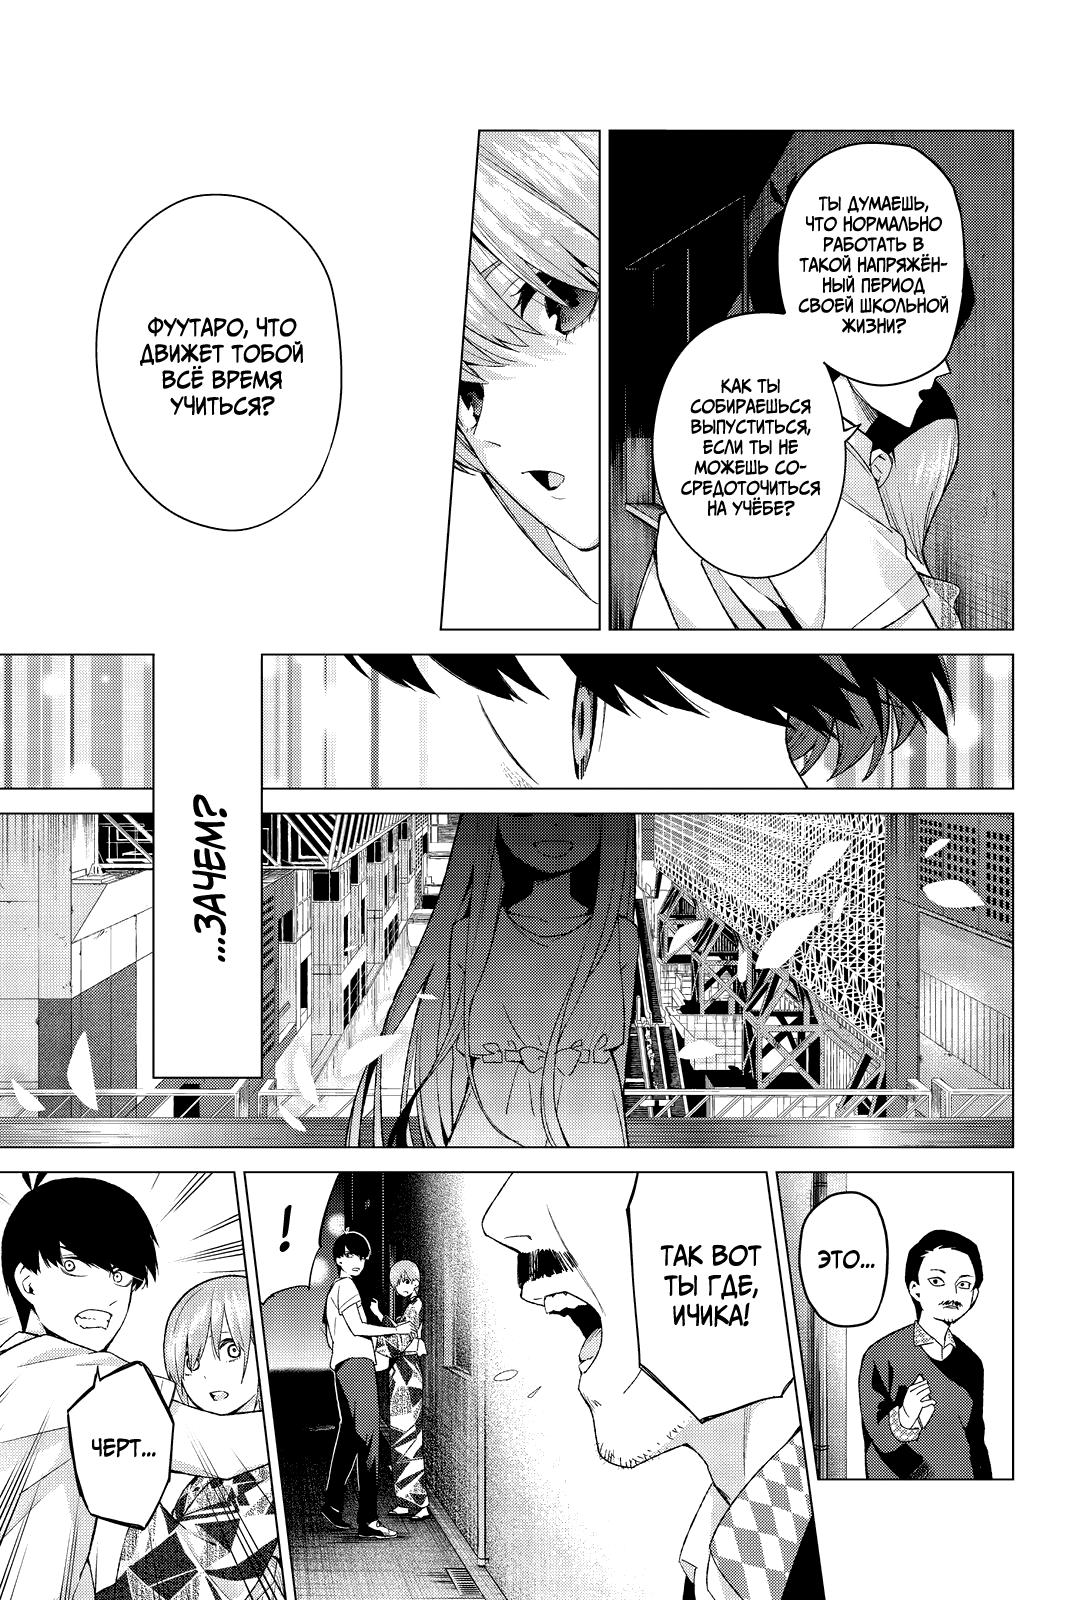 ТЫ ДУМАЕШЬ,
ЧТО НОРМАЛЬНО
РАБОТАТЬ В
ТАКОЙ НАПРЯЖЁН-
НЫЙ ПЕРИОД
СВОЕЙ ШКОЛЬНОЙ
ЖИЗНИ?
КАК ТЫ
СОБИРАЕШЬСЯ
ВЫПУСТИТЬСЯ,
ЕСЛИ ТЫ НЕ
МОЖЕШЬ СО-
СРЕДОТОЧИТЬСЯ
НА УЧЁБЕ?
ФУУТАРО, ЧТО
ДВИЖЕТ ТОБОЙ
ВСЁ ВРЕМЯ
УЧИТЬСЯ?
...ЗАЧЕМ?
ЭТО...
ТАК ВОТ
ТЫ ГДЕ,
ИЧИКА!
!
ЧЕРТ...